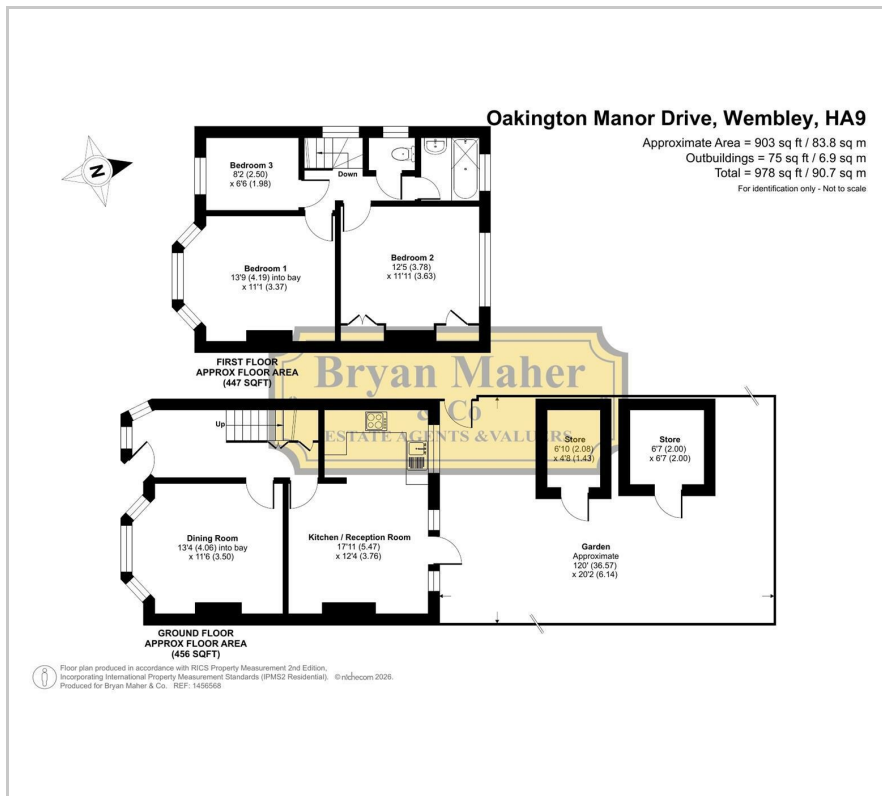 Oakington Manor Drive, Wembley, HA9
Approximate Area = 903 sq ft / 83.8 sq m
Outbuildings = 75 sq ft / 6.9 sq m
Total = 978 sq ft / 90.7 sq m
For identification only - Not to scale
N
Bedroom 3
8'2 (2.50)
x 6'6 (1.98)
Down
Bedroom 1
13'9 (4.19) into bay
x 11'1 (3.37)
Bedroom 2
12'5 (3.78)
x 11'11 (3.63)
FIRST FLOOR
APPROX FLOOR AREA
(447 SQFT)
Bryan Maher
& Co
ESTATE AGENTS & VALUERS
Up
Store
6'10 (2.08)
x 4'8 (1.43)
Store
6'7 (2.00)
x 6'7 (2.00)
Dining Room
13'4 (4.06) into bay
x 11'6 (3.50)
Kitchen / Reception Room
17'11 (5.47)
x 12'4 (3.76)
Garden
Approximate
120' (36.57)
x 20'2 (6.14)
GROUND FLOOR
APPROX FLOOR AREA
(456 SQFT)
Floor plan produced in accordance with RICS Property Measurement 2nd Edition,
Incorporating International Property Measurement Standards (IPMS2 Residential). © nichecom 2026.
Produced for Bryan Maher & Co. REF: 1456568